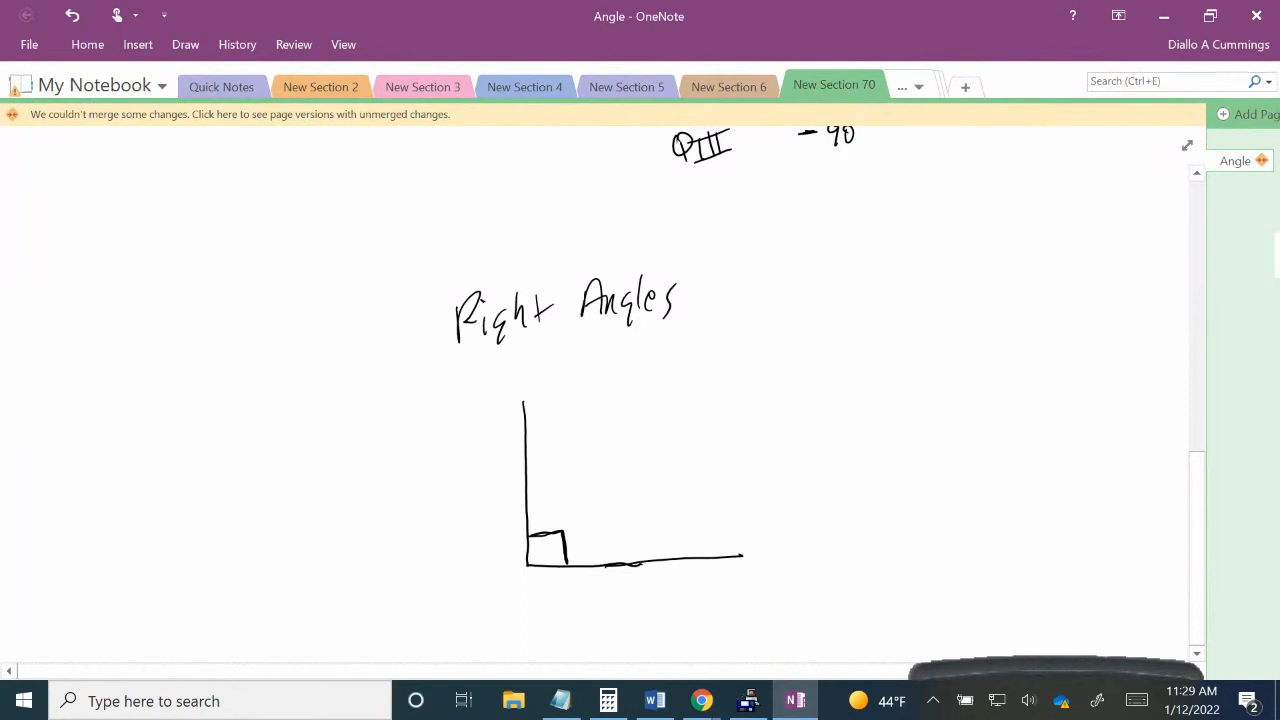 Angle - OneNote
?
File Home Insert Draw History Review View
Diallo A Cummings
My Notebook
Quick Notes
New Section 2
New Section 3
New Section 4
New Section 5
New Section 6
New Section 70
...
+
Search (Ctrl+E)
We couldn't merge some changes. Click here to see page versions with unmerged changes.
Add Pag
Angle
QIII - 90
Right Angles
Type here to search
44°F
11:29 AM
1/12/2022
2